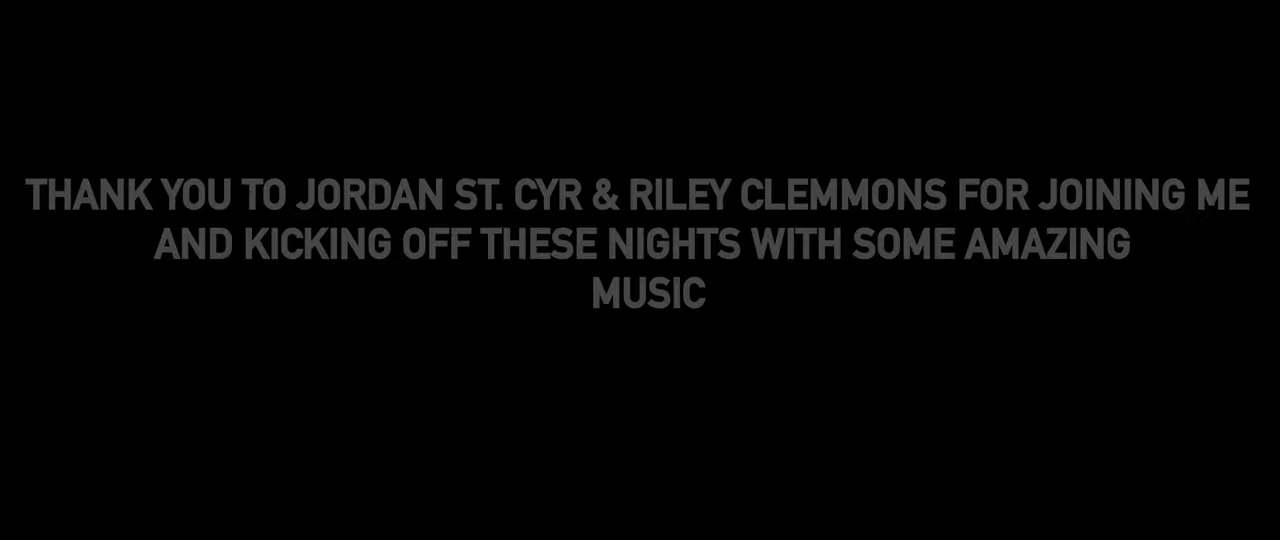 THANK YOU TO JORDAN ST. CYR & RILEY CLEMMONS FOR JOINING ME
AND KICKING OFF THESE NIGHTS WITH SOME AMAZING
MUSIC